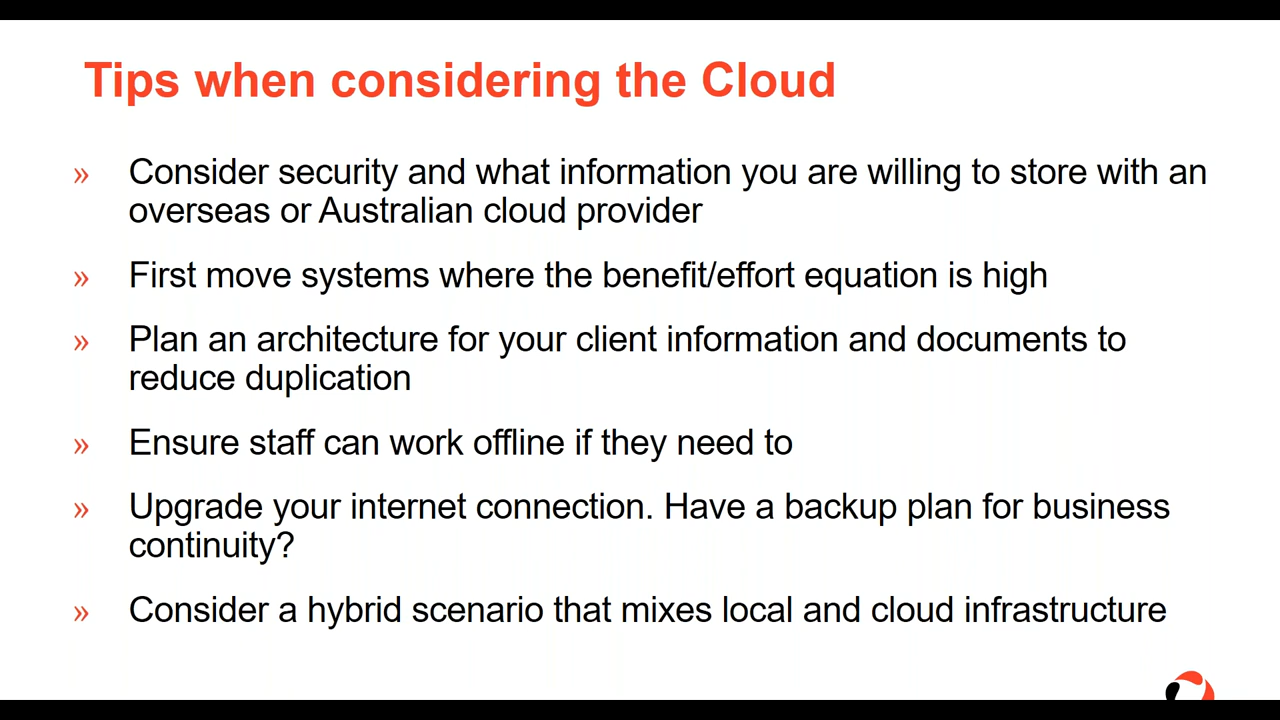 Tips when considering the Cloud
» Consider security and what information you are willing to store with an
overseas or Australian cloud provider
» First move systems where the benefit/effort equation is high
» Plan an architecture for your client information and documents to
reduce duplication
» Ensure staff can work offline if they need to
» Upgrade your internet connection. Have a backup plan for business
continuity?
» Consider a hybrid scenario that mixes local and cloud infrastructure